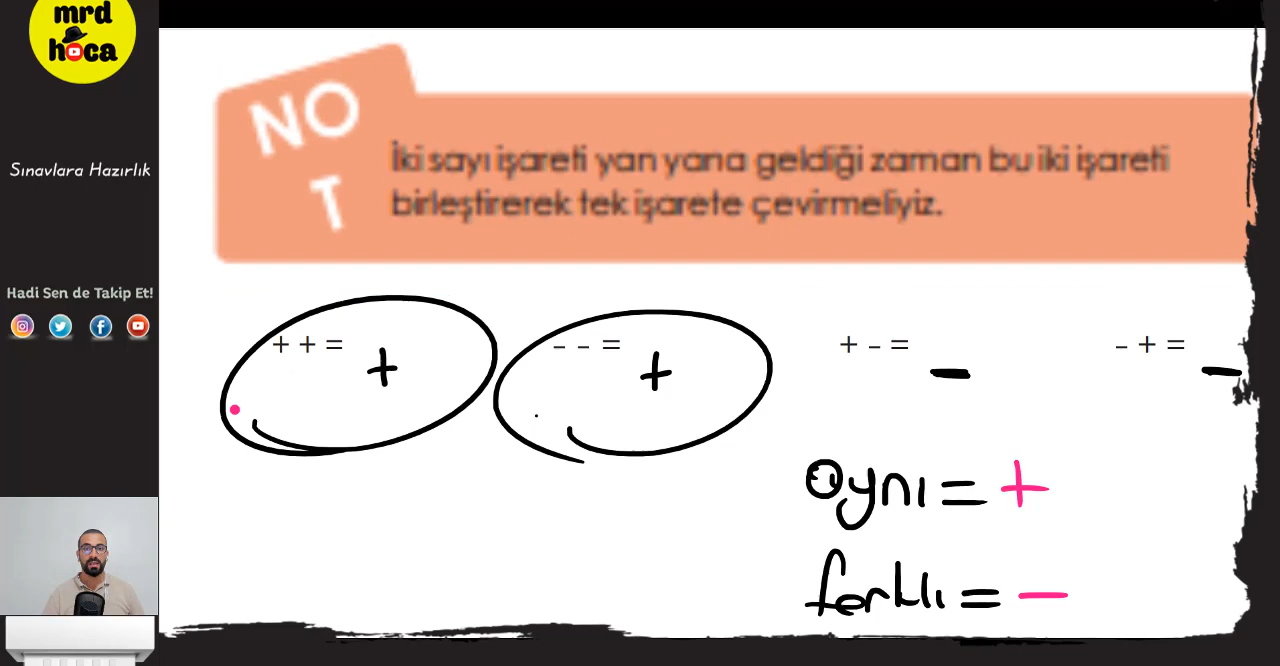 mrd
hoca
Sınavlara Hazırlık
Hadi Sen de Takip Et!
NO
T
İki sayı işareti yan yana geldiği zaman bu iki işareti
birleştirerek tek işarete çevirmeliyiz.
+ + = +
- - = +
+ - = -
- + = -
aynı = +
farklı = -